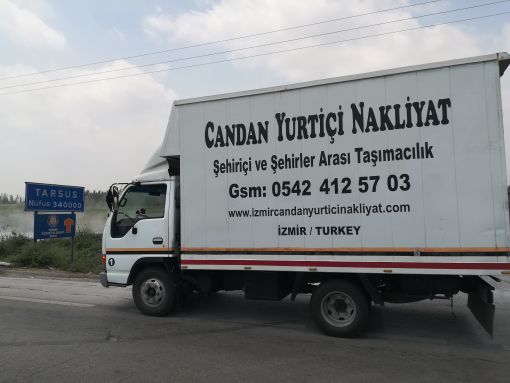 CANDAN YURTİÇİ NAKLİYAT
Şehiriçi ve Şehirler Arası Taşımacılık
Gsm: 0542 412 57 03
www.izmircandanyurticinakliyat.com
İZMİR / TURKEY
TARSUS
Nüfus: 340000